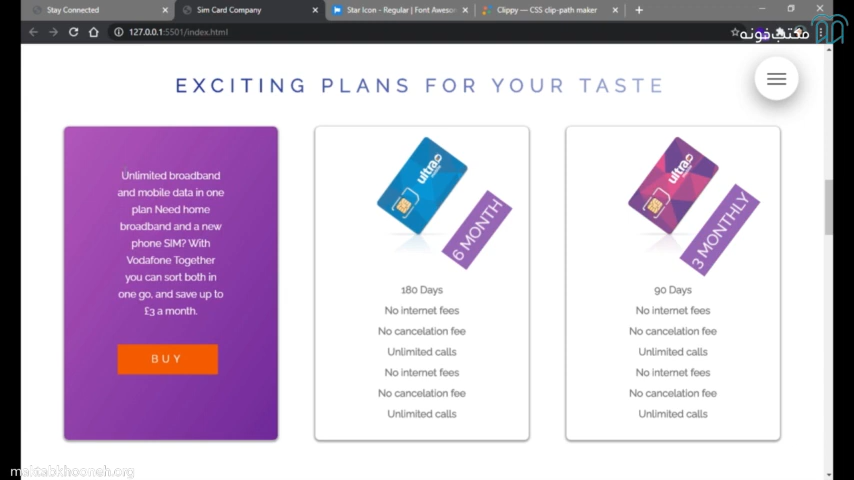 Stay Connected
Sim Card Company
Star Icon - Regular | Font Aweson
Clippy — CSS clip-path maker
127.0.0.1:5501/index.html
مکتب‌خونه
EXCITING PLANS FOR YOUR TASTE
Unlimited broadband
and mobile data in one
plan Need home
broadband and a new
phone SIM? With
Vodafone Together
you can sort both in
one go, and save up to
£3 a month.
BUY
ultra
6 MONTH
180 Days
No internet fees
No cancelation fee
Unlimited calls
No internet fees
No cancelation fee
Unlimited calls
ultra
3 MONTHLY
90 Days
No internet fees
No cancelation fee
Unlimited calls
No internet fees
No cancelation fee
Unlimited calls
maktabkhooneh.org